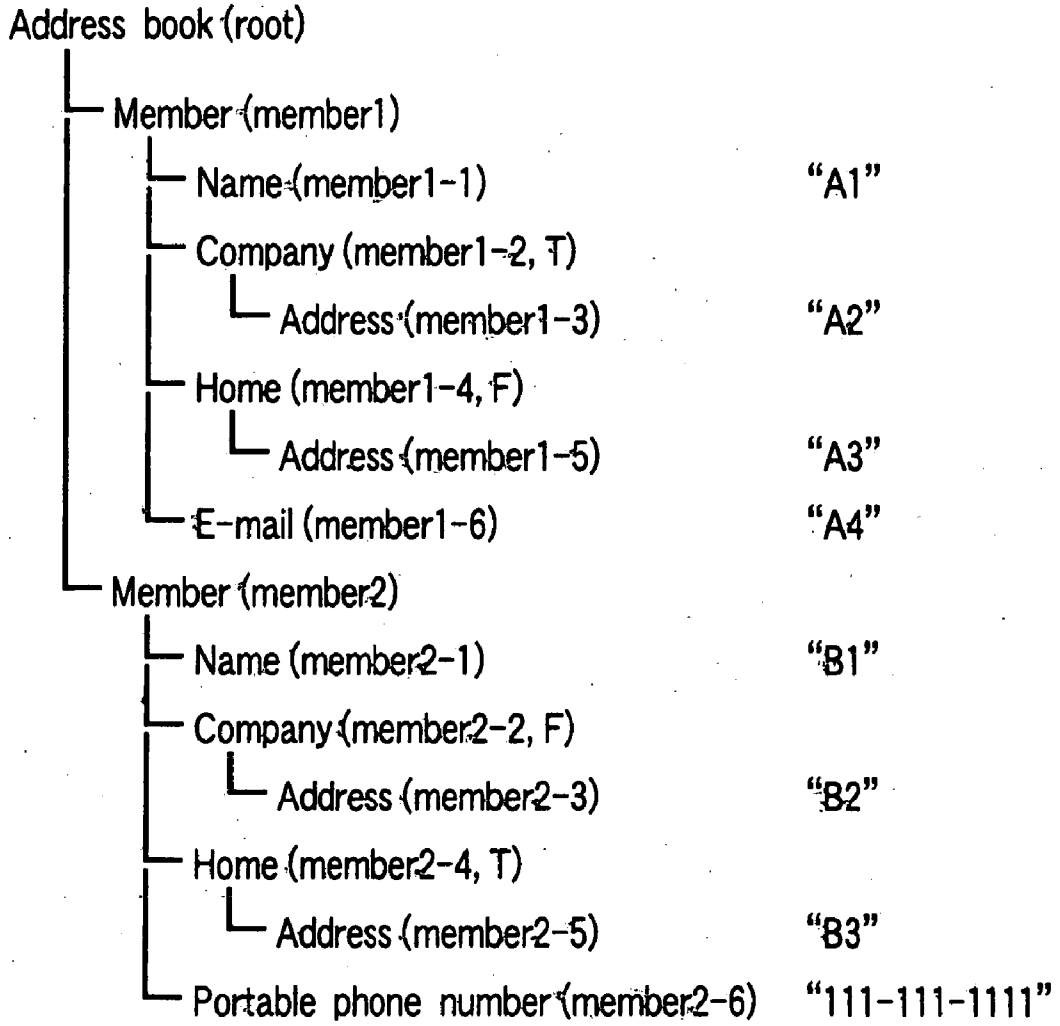 Address book (root)
Member (member1)
Name (member1-1) “A1”
Company (member1-2, T)
Address (member1-3) “A2”
Home (member1-4, F)
Address (member1-5) “A3”
E-mail (member1-6) “A4”
Member (member2)
Name (member2-1) “B1”
Company (member2-2, F)
Address (member2-3) “B2”
Home (member2-4, T)
Address (member2-5) “B3”
Portable phone number (member2-6) “111-111-1111”